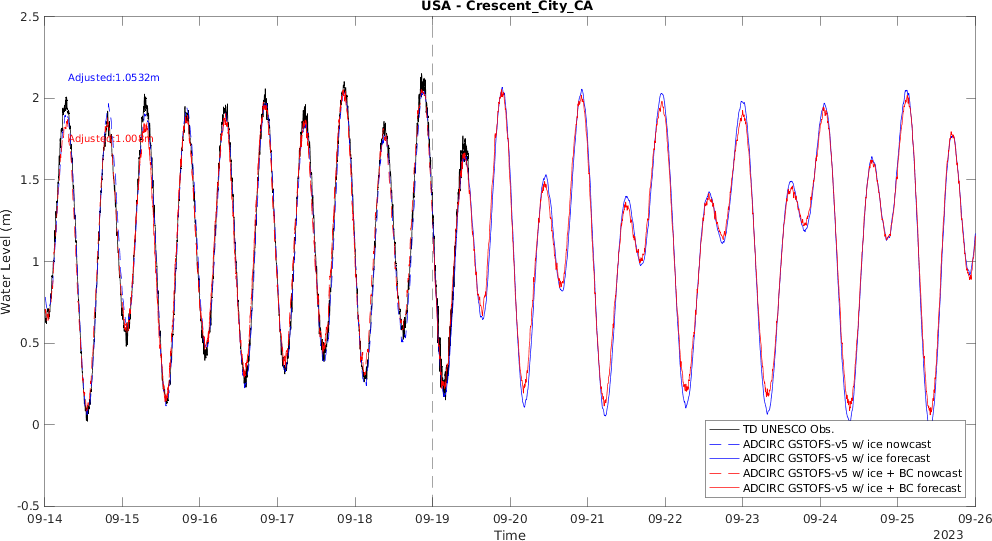 USA - Crescent_City_CA
2.5
2
1.5
1
0.5
0
-0.5
Water Level (m)
Adjusted:1.0532m
TD UNESCO Obs.
ADCIRC GSTOFS-v5 w/ ice nowcast
ADCIRC GSTOFS-v5 w/ ice forecast
ADCIRC GSTOFS-v5 w/ ice + BC nowcast
ADCIRC GSTOFS-v5 w/ ice + BC forecast
09-14 09-15 09-16 09-17 09-18 09-19 09-20 09-21 09-22 09-23 09-24 09-25 09-26
Time
2023